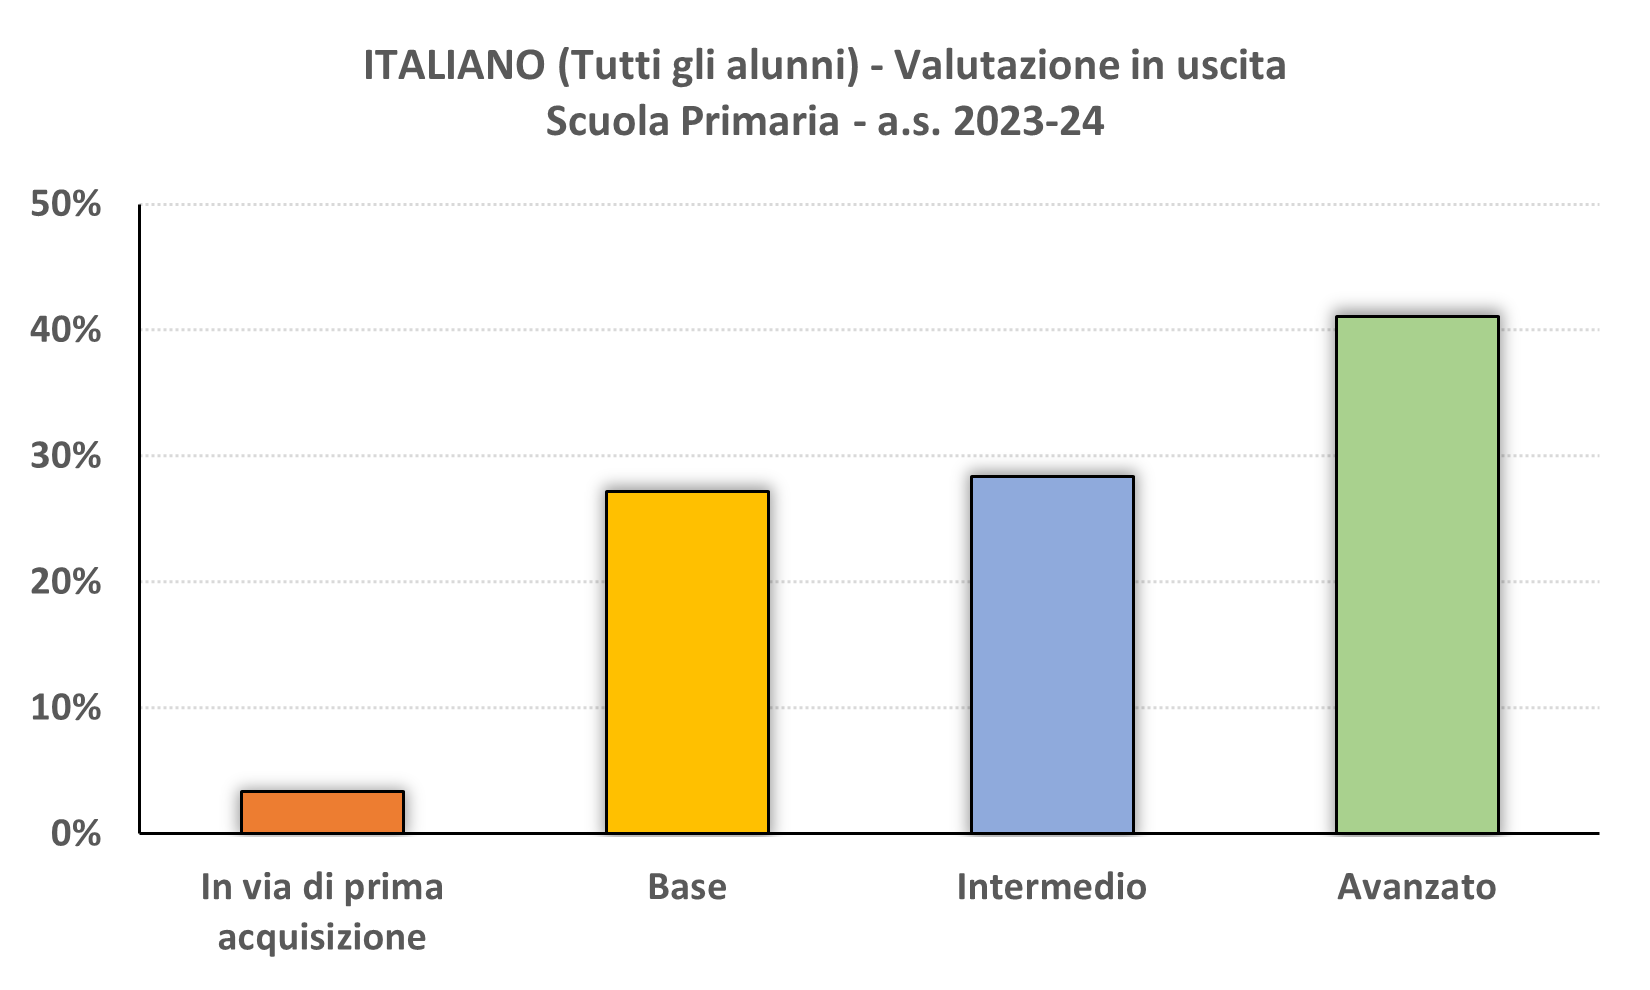 ITALIANO (Tutti gli alunni) - Valutazione in uscita
Scuola Primaria - a.s. 2023-24
50%
40%
30%
20%
10%
0%
In via di prima
acquisizione
Base
Intermedio
Avanzato